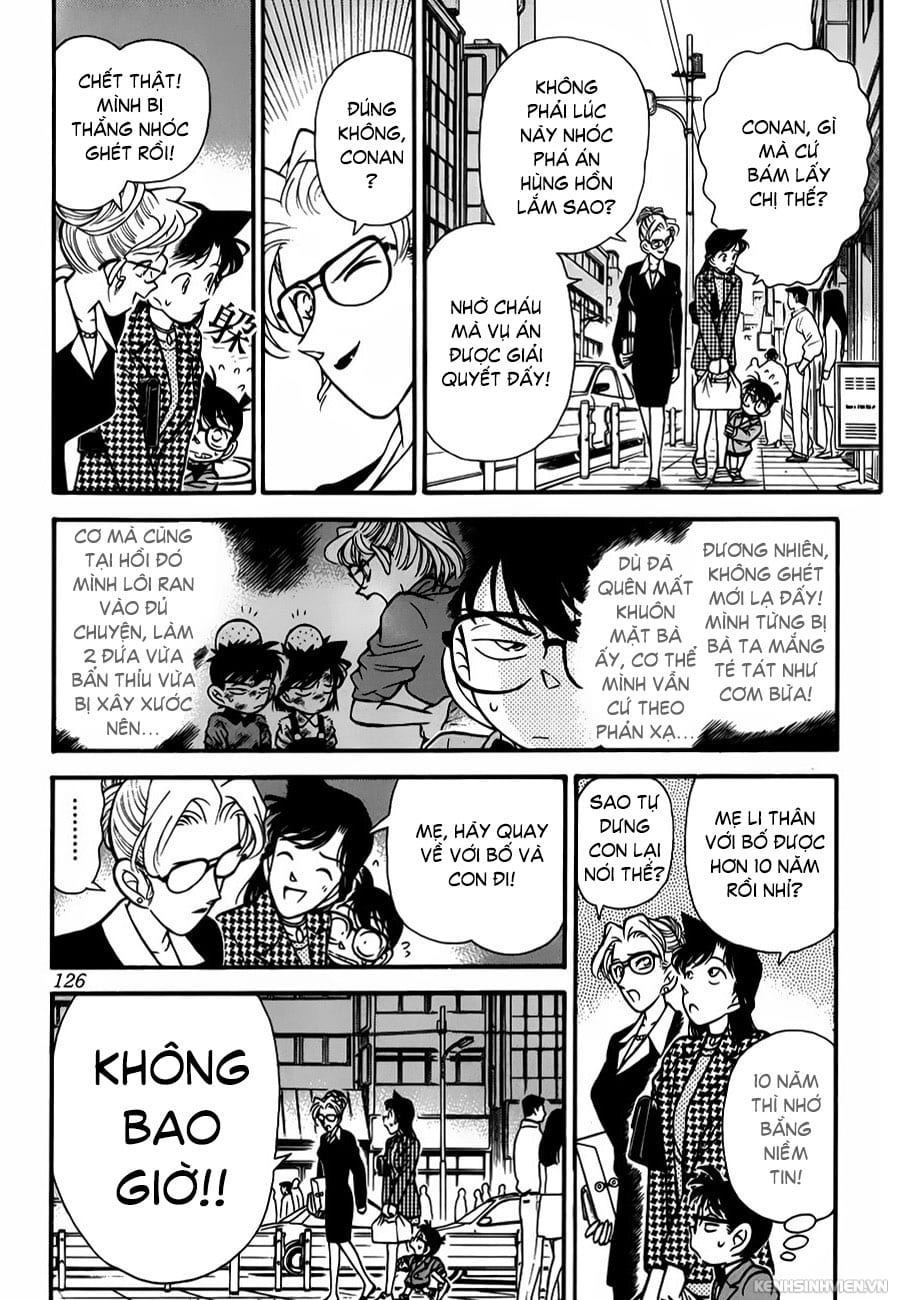 CONAN, GÌ
MÀ CỨ
BÁM LẤY
CHỊ THẾ?
KHÔNG
PHẢI LÚC
NÀY NHÓC
PHÁ ÁN
HÙNG HỒN
LẮM SAO?
NHỜ CHÁU
MÀ VỤ ÁN
ĐƯỢC GIẢI
QUYẾT ĐẤY!
ĐÚNG
KHÔNG,
CONAN
?
CHẾT THẬT!
MÌNH BỊ
THẰNG NHÓC
GHÉT RỒI!
躲
ĐƯƠNG NHIÊN,
KHÔNG GHÉT
MỚI LẠ ĐẤY!
MÌNH TỪNG BỊ
BÀ TA MẮNG
TÉ TÁT NHƯ
CƠM BỮA!
DÙ ĐÃ
QUÊN MẤT
KHUÔN
MẶT BÀ
ẤY, CƠ THỂ
MÌNH VẪN
CỨ THEO
PHẢN XẠ...
CƠ MÀ CŨNG
TẠI HỒI ĐÓ
MÌNH LÔI RAN
VÀO ĐỦ
CHUYỆN, LÀM
2 ĐỨA VỪA
BẨN THỈU VỪA
BỊ XÂY XƯỚC
NÊN...
MẸ LI THÂN
VỚI BỐ ĐƯỢC
HƠN 10 NĂM
RỒI NHỈ?
SAO TỰ
DƯNG
CON LẠI
NÓI THẾ?
10 NĂM
THÌ NHỚ
BẰNG
NIỀM
TIN!
MẸ, HÃY QUAY
VỀ VỚI BỐ VÀ
CON ĐI!
........
?
126
KHÔNG
BAO
GIỜ!!
KENHSINHVIEN.VN